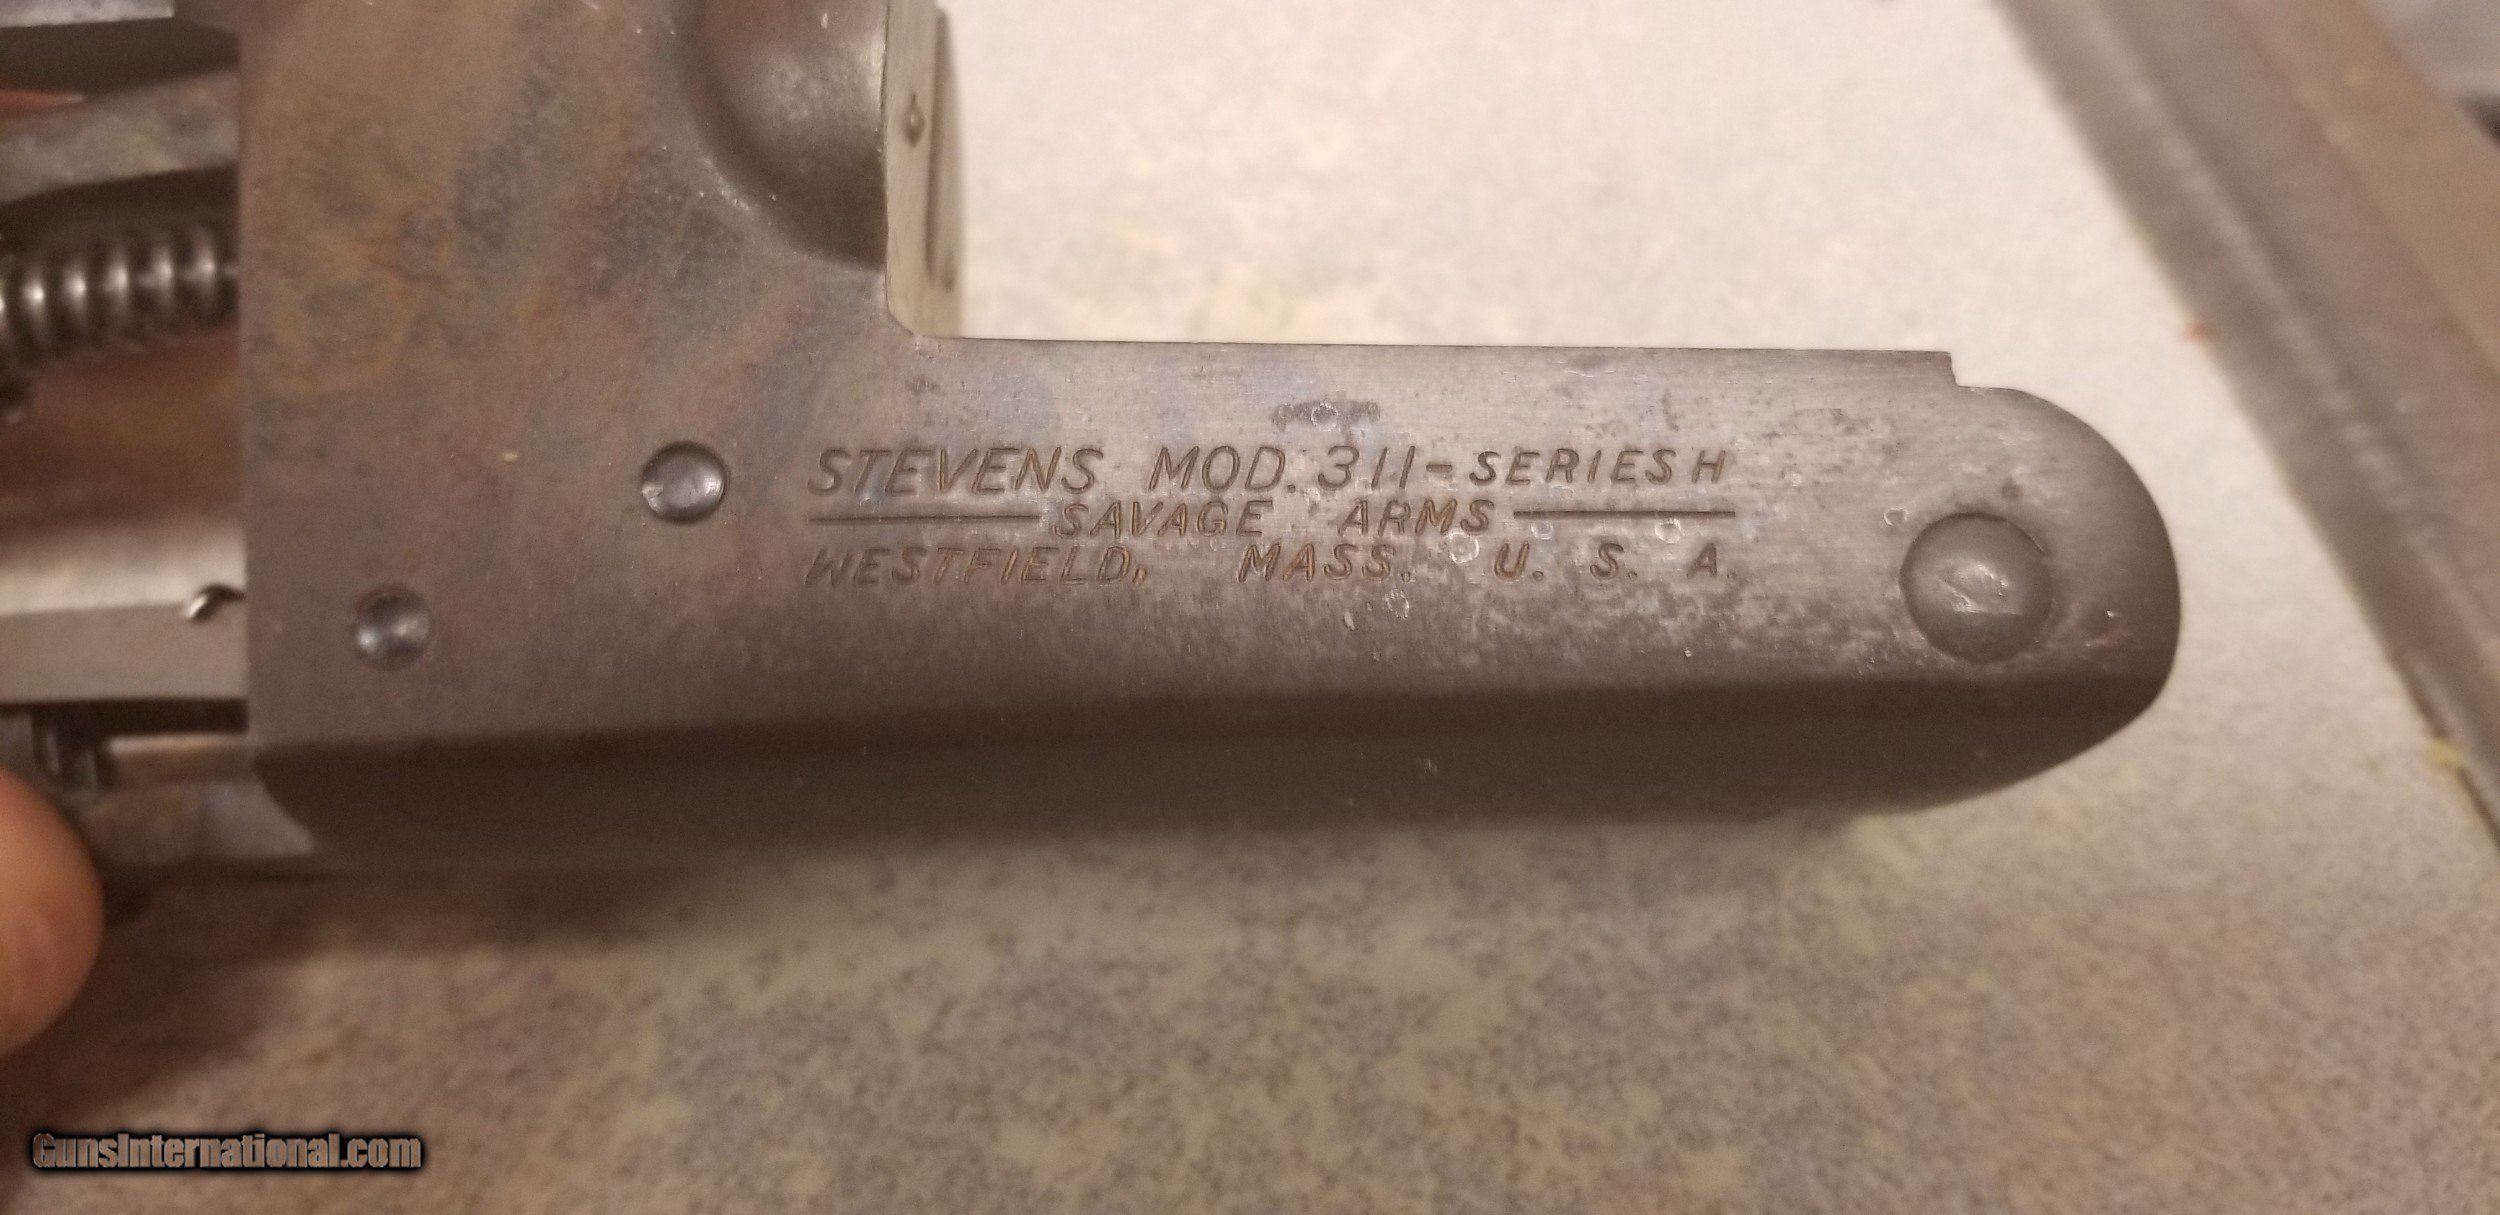 STEVENS MOD. 311-SERIES H
SAVAGE ARMS
WESTFIELD, MASS. U. S. A.
GunsInternational.com